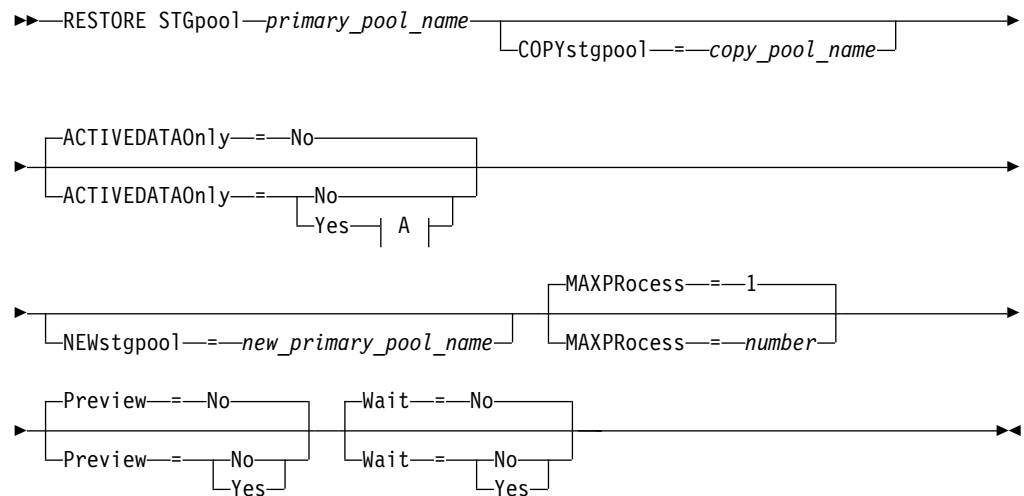 RESTORE STGpool primary_pool_name
COPYstgpool = copy_pool_name
ACTIVEDATAOnly = No
ACTIVEDATAOnly = No
Yes A
MAXPRocess = 1
NEWstgpool = new_primary_pool_name MAXPRocess = number
Preview = No Wait = No
Preview = No Wait = No
Yes Yes